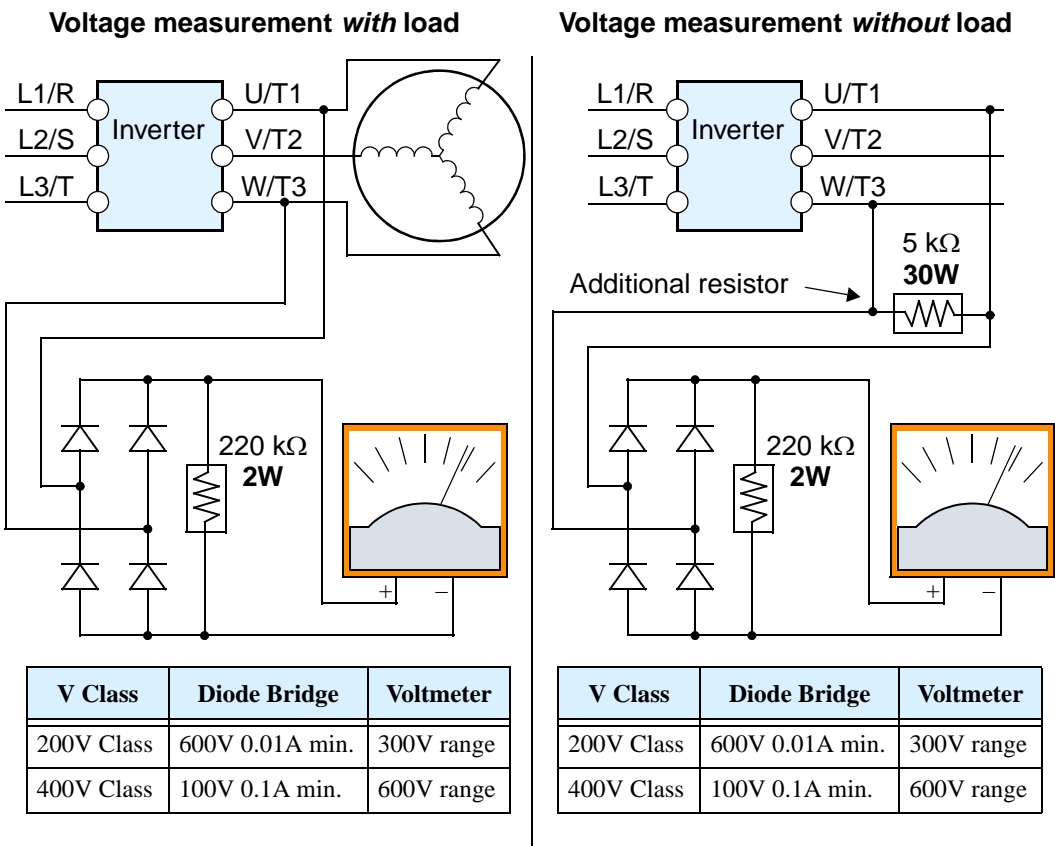 Voltage measurement with load
L1/R
L2/S
L3/T
Inverter
U/T1
V/T2
W/T3
220 kΩ
2W
+ −
V Class Diode Bridge Voltmeter
200V Class 600V 0.01A min. 300V range
400V Class 100V 0.1A min. 600V range
Voltage measurement without load
L1/R
L2/S
L3/T
Inverter
U/T1
V/T2
W/T3
5 kΩ
30W
Additional resistor
220 kΩ
2W
+ −
V Class Diode Bridge Voltmeter
200V Class 600V 0.01A min. 300V range
400V Class 100V 0.1A min. 600V range